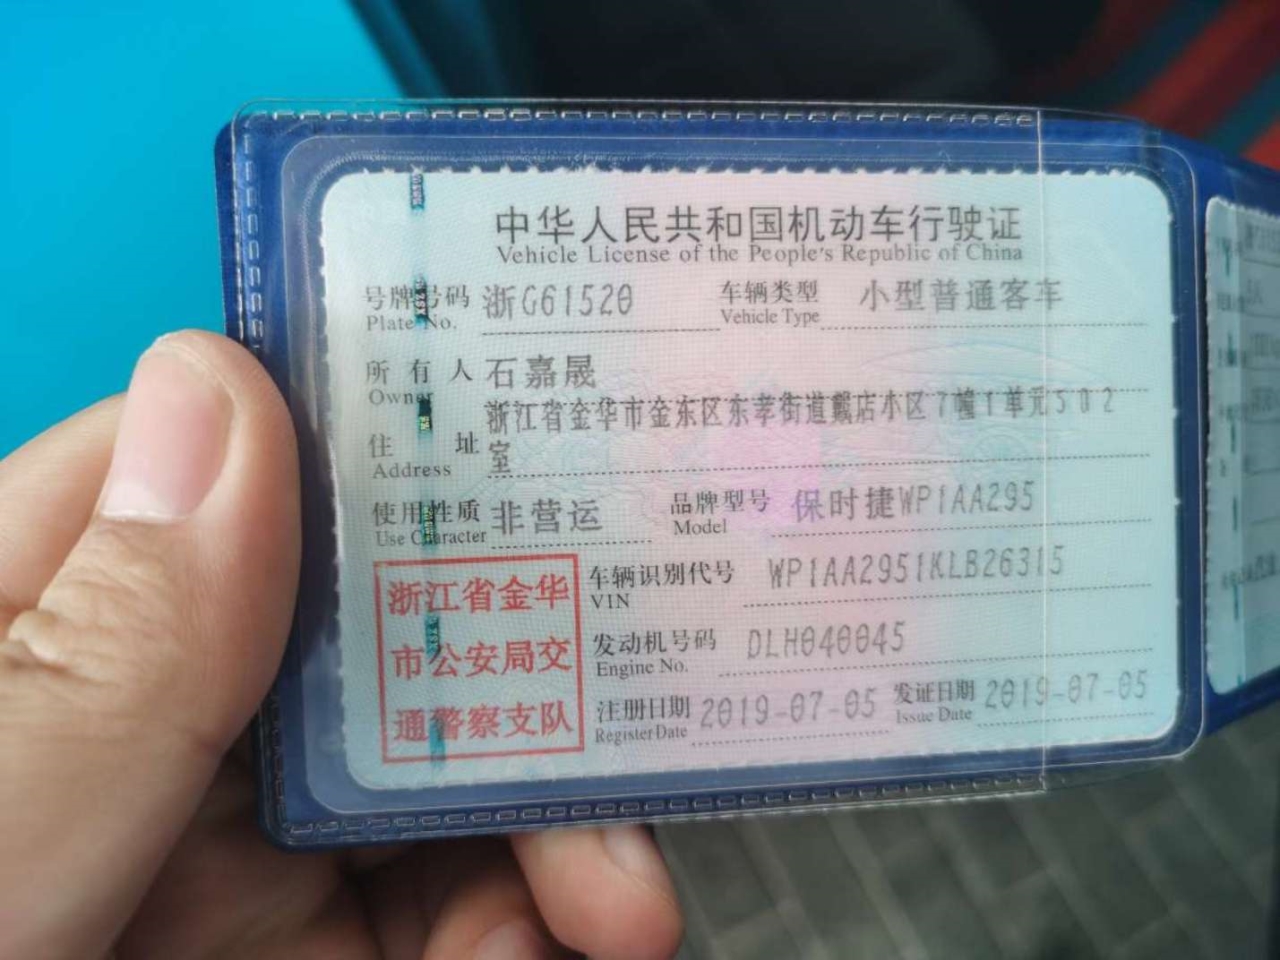 中华人民共和国机动车行驶证
Vehicle License of the People's Republic of China
号牌号码 浙G61520 车辆类型 小型普通客车
Plate No. Vehicle Type
所有人 石嘉晟
Owner
浙江省金华市金东区东孝街道戴店小区7幢1单元502
住址 室
Address
使用性质 非营运 品牌型号 保时捷WP1AA295
Use Character Model
浙江省金华
市公安局交
通警察支队
车辆识别代号 WP1AA2951KLB26315
VIN
发动机号码 DLH040045
Engine No.
注册日期 2019-07-05 发证日期 2019-07-05
Register Date Issue Date